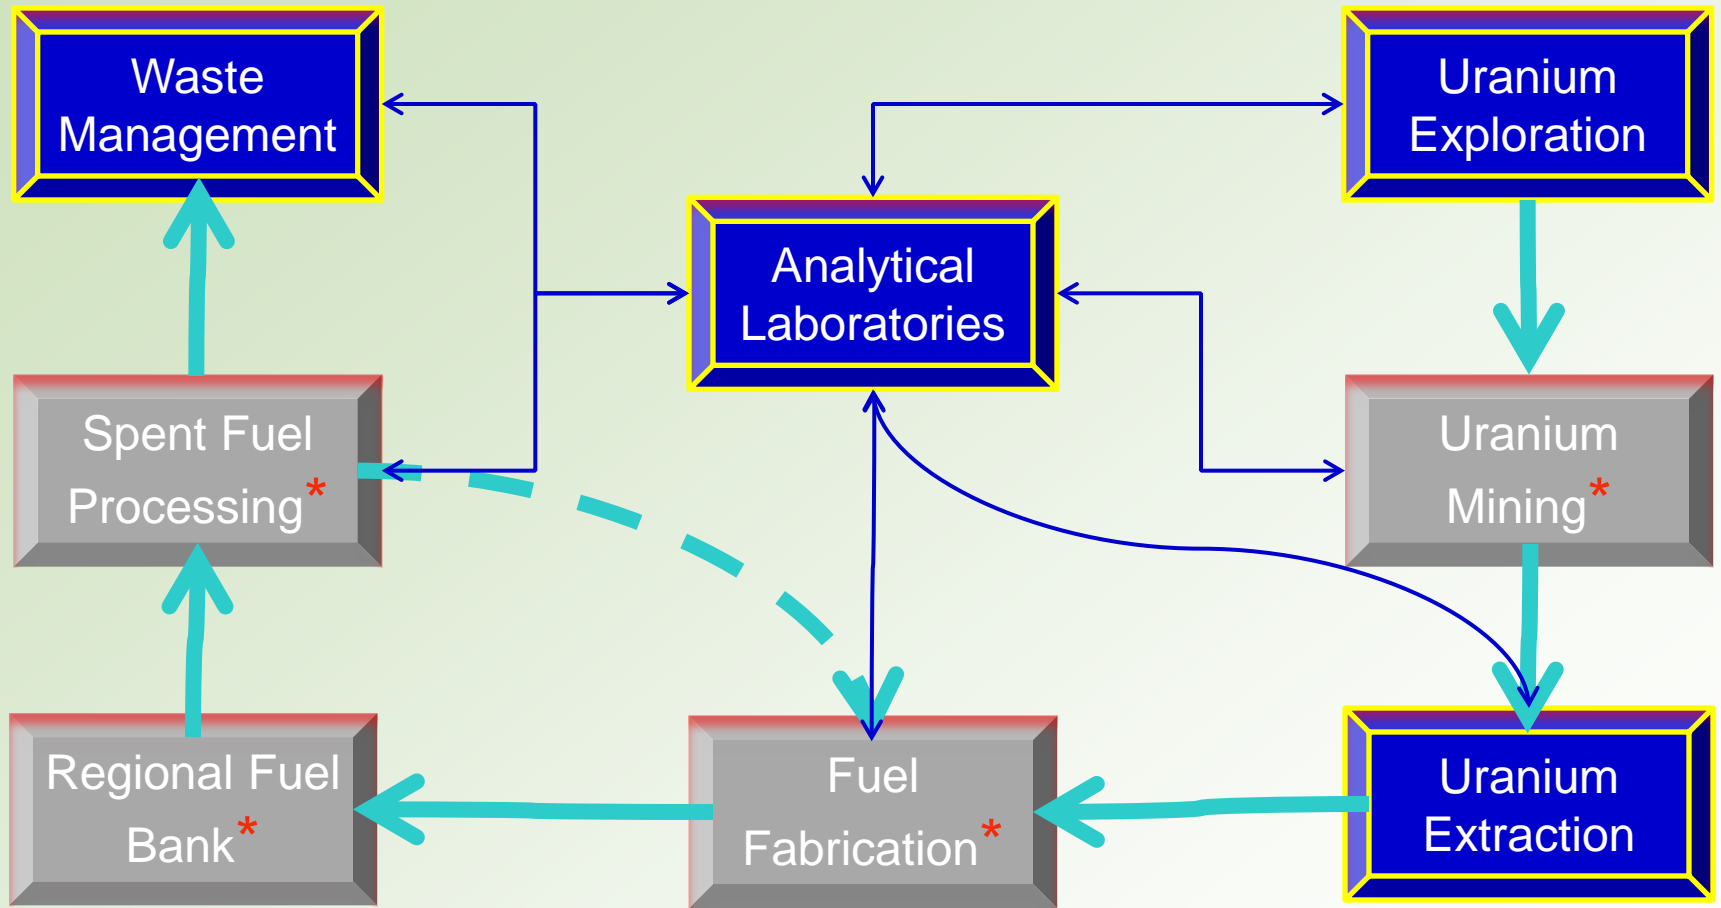 Waste
Management
Uranium
Exploration
Analytical
Laboratories
Spent Fuel
Processing*
Uranium
Mining*
Regional Fuel
Bank*
Fuel
Fabrication*
Uranium
Extraction